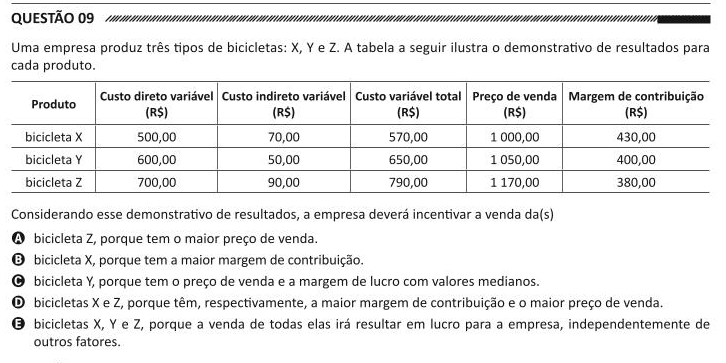 QUESTÃO 09
Uma empresa produz três tipos de bicicletas: X, Y e Z. A tabela a seguir ilustra o demonstrativo de resultados para
cada produto.
Produto Custo direto variável (R$) Custo indireto variável (R$) Custo variável total (R$) Preço de venda (R$) Margem de contribuição (R$)
bicicleta X 500,00 70,00 570,00 1 000,00 430,00
bicicleta Y 600,00 50,00 650,00 1 050,00 400,00
bicicleta Z 700,00 90,00 790,00 1 170,00 380,00
Considerando esse demonstrativo de resultados, a empresa deverá incentivar a venda da(s)
A bicicleta Z, porque tem o maior preço de venda.
B bicicleta X, porque tem a maior margem de contribuição.
C bicicleta Y, porque tem o preço de venda e a margem de lucro com valores medianos.
D bicicletas X e Z, porque têm, respectivamente, a maior margem de contribuição e o maior preço de venda.
E bicicletas X, Y e Z, porque a venda de todas elas irá resultar em lucro para a empresa, independentemente de
outros fatores.